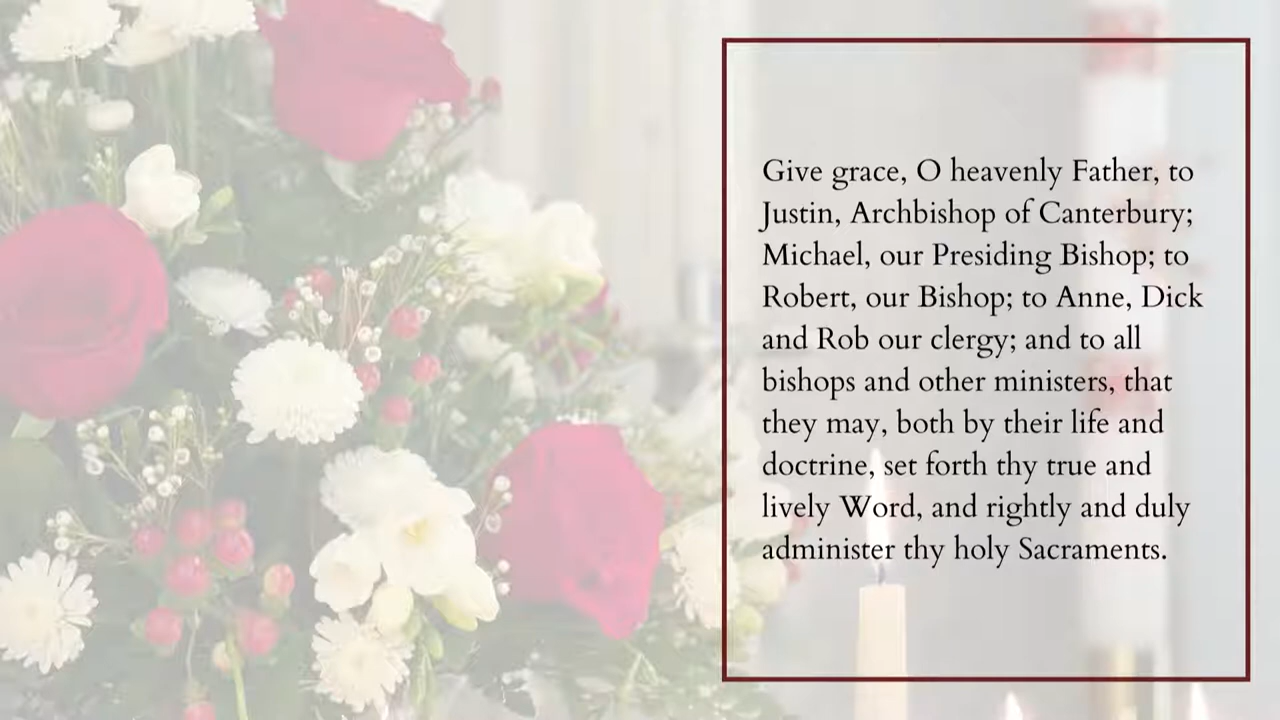 Give grace, O heavenly Father, to
Justin, Archbishop of Canterbury;
Michael, our Presiding Bishop; to
Robert, our Bishop; to Anne, Dick
and Rob our clergy; and to all
bishops and other ministers, that
they may, both by their life and
doctrine, set forth thy true and
lively Word, and rightly and duly
administer thy holy Sacraments.